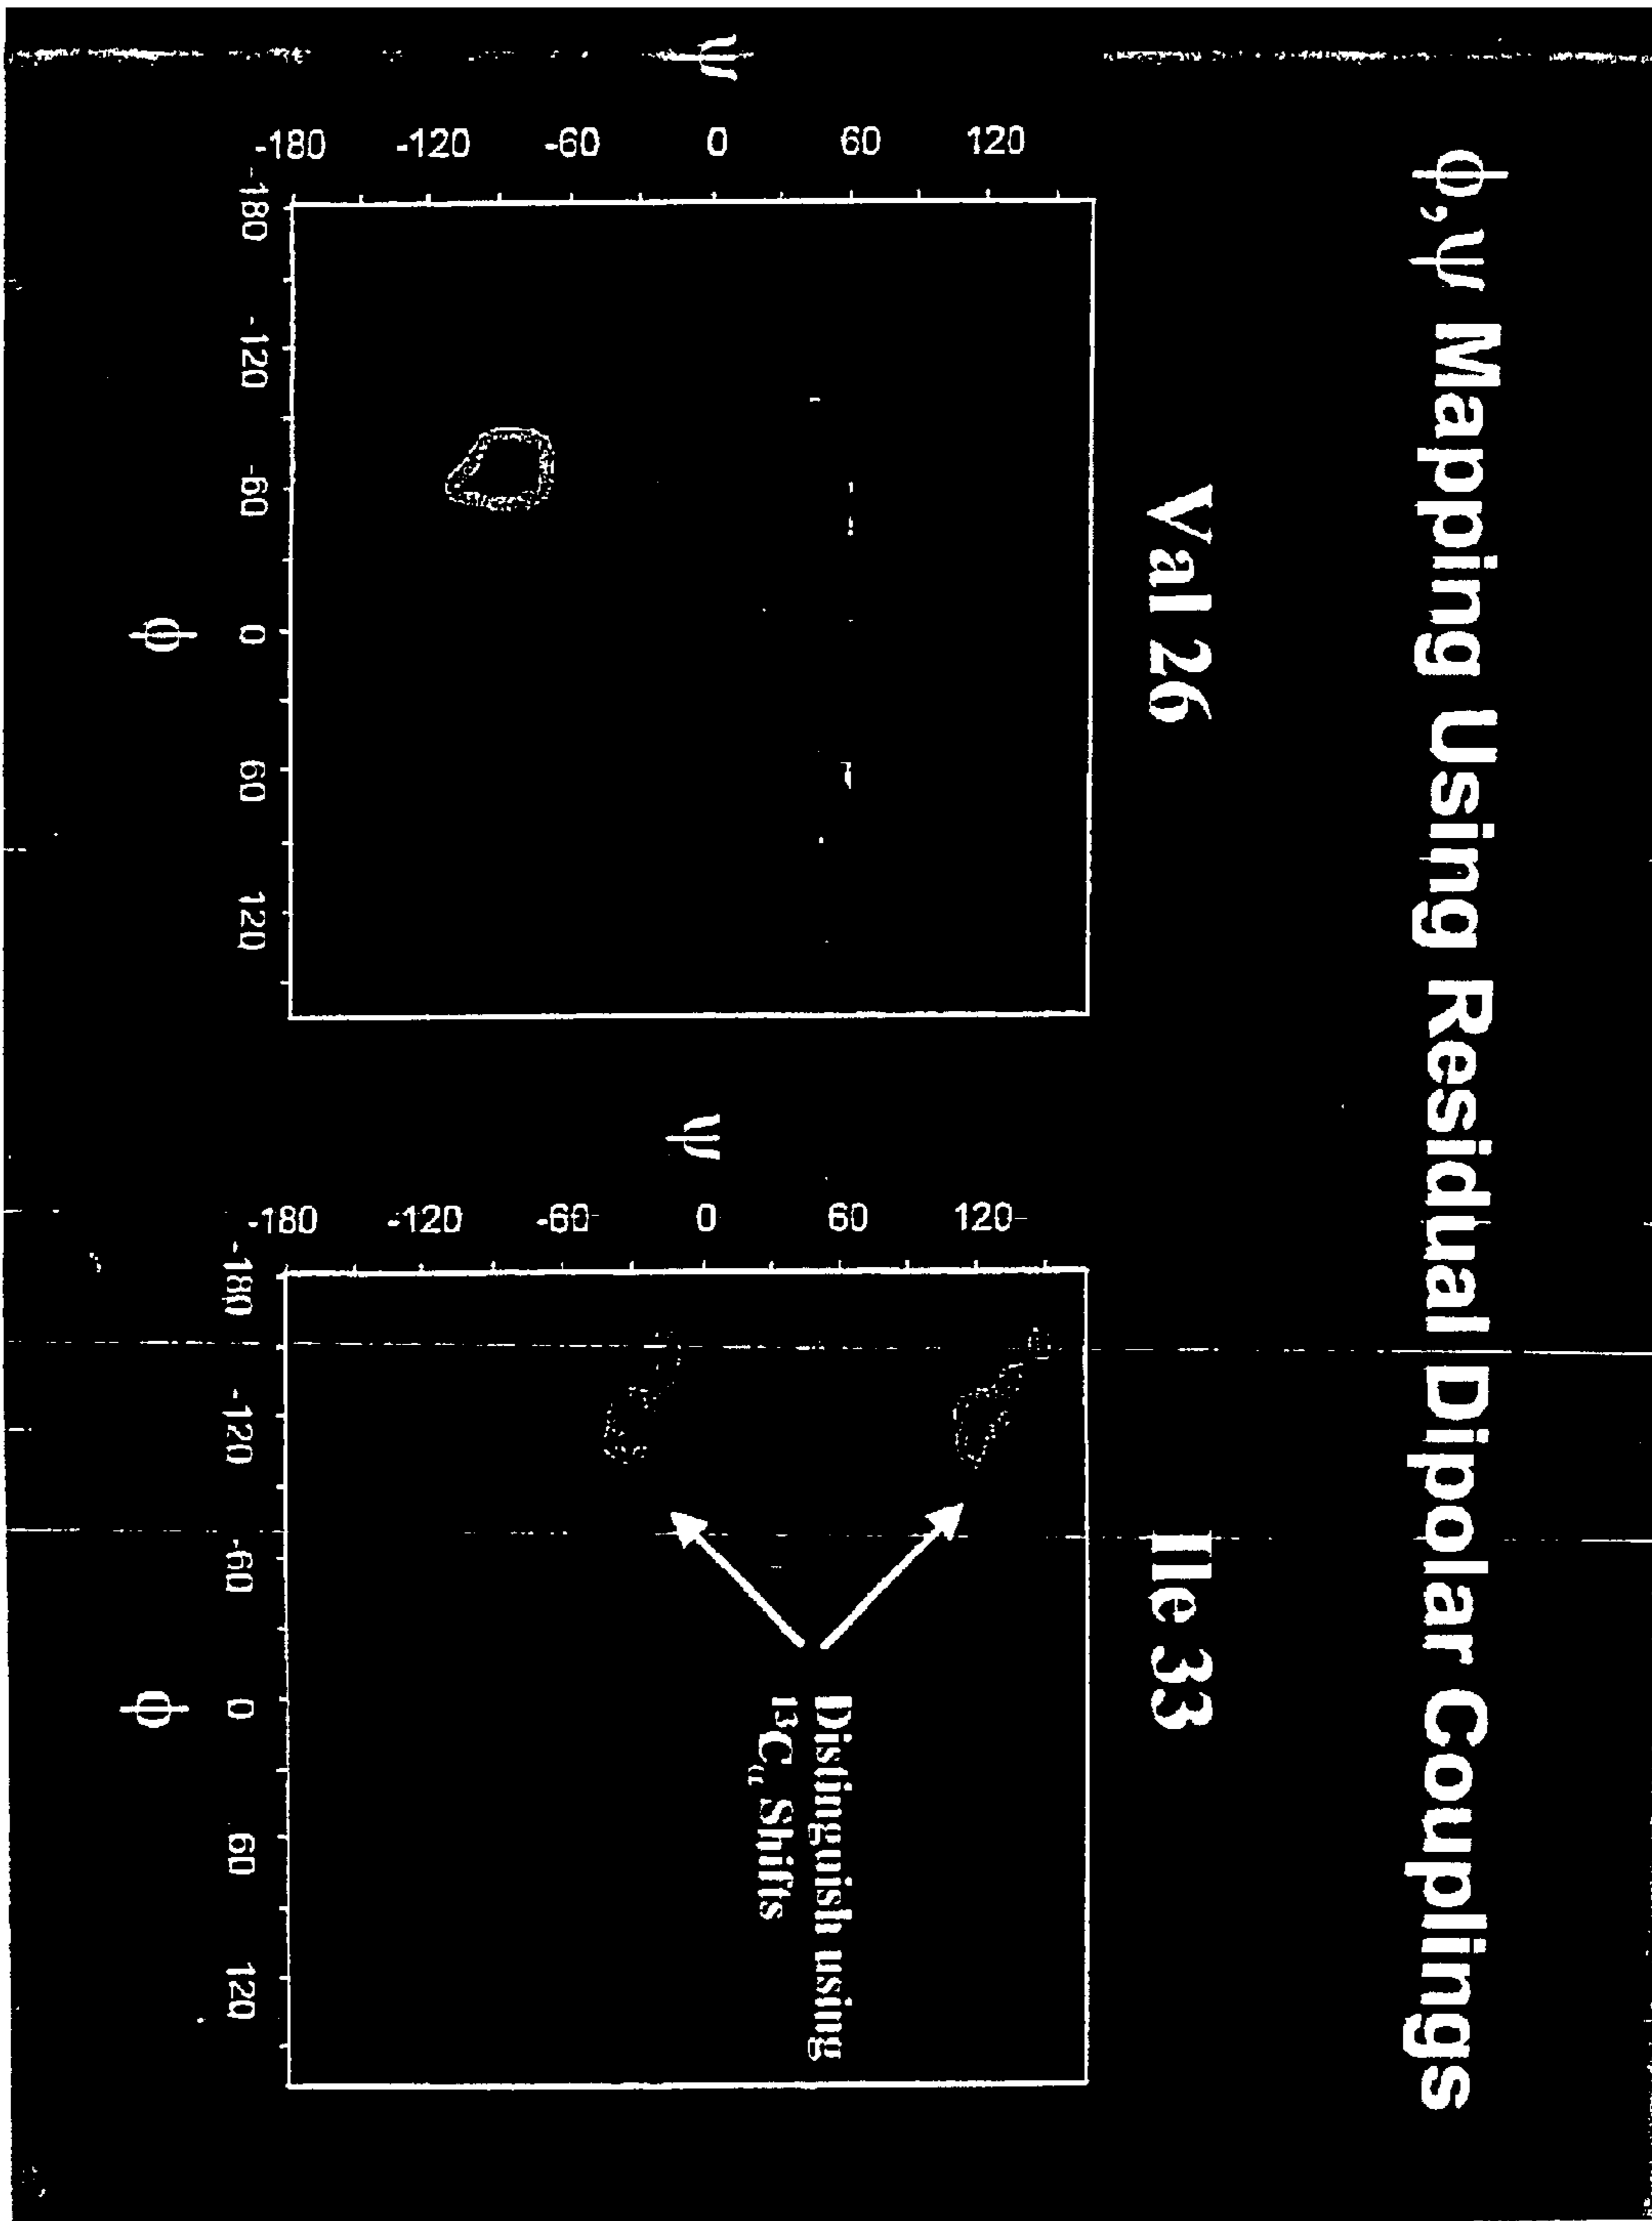 ϕ,ψ Mapping Using Residual Dipolar Couplings
Val 26
Ile 33
120
60
0
-60
-120
-180
ψ
-180
-120
-60
0
60
120
ϕ
120
60
0
-60
-120
-180
ψ
-180
-120
-60
0
60
120
ϕ
Distinguish using
¹³Cα Shifts